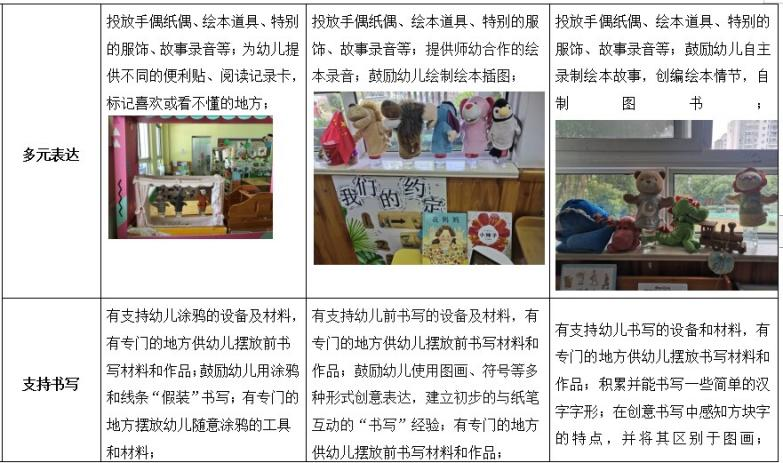 多元表达
投放手偶纸偶、绘本道具、特别
的服饰、故事录音等；为幼儿提
供不同的便利贴、阅读记录卡，
标记喜欢或看不懂的地方；
投放手偶纸偶、绘本道具、特别的服
饰、故事录音等；提供师幼合作的绘
本录音；鼓励幼儿绘制绘本插图；
我们的约定
花婆婆
小种子
投放手偶纸偶、绘本道具、特别的
服饰、故事录音等；鼓励幼儿自主
录制绘本故事，创编绘本情节，自
制图书；
支持书写
有支持幼儿涂鸦的设备及材料，
有专门的地方供幼儿摆放前书
写材料和作品；鼓励幼儿用涂鸦
和线条“假装”书写；有专门的
地方摆放幼儿随意涂鸦的工具
和材料；
有支持幼儿前书写的设备及材料，有
专门的地方供幼儿摆放前书写材料和
作品；鼓励幼儿使用图画、符号等多
种形式创意表达，建立初步的与纸笔
互动的“书写”经验；有专门的地方
供幼儿摆放前书写材料和作品；
有支持幼儿书写的设备和材料，有
专门的地方供幼儿摆放书写材料和
作品；积累并能书写一些简单的汉
字字形；在创意书写中感知方块字
的特点，并将其区别于图画；